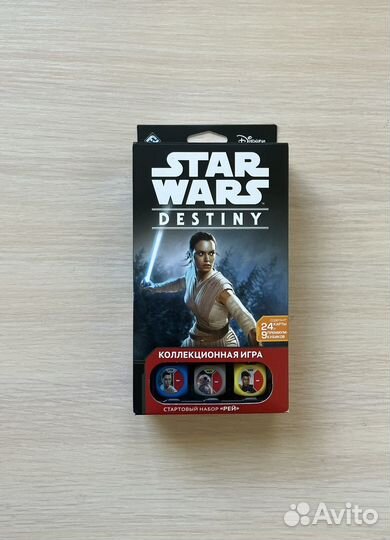 Disney
STAR
WARS
DESTINY
СОДЕРЖИТ
24 КАРТЫ
9 ПРЕМИУМ
КУБИКОВ
КОЛЛЕКЦИОННАЯ ИГРА
СТАРТОВЫЙ НАБОР «РЕЙ»
Avito